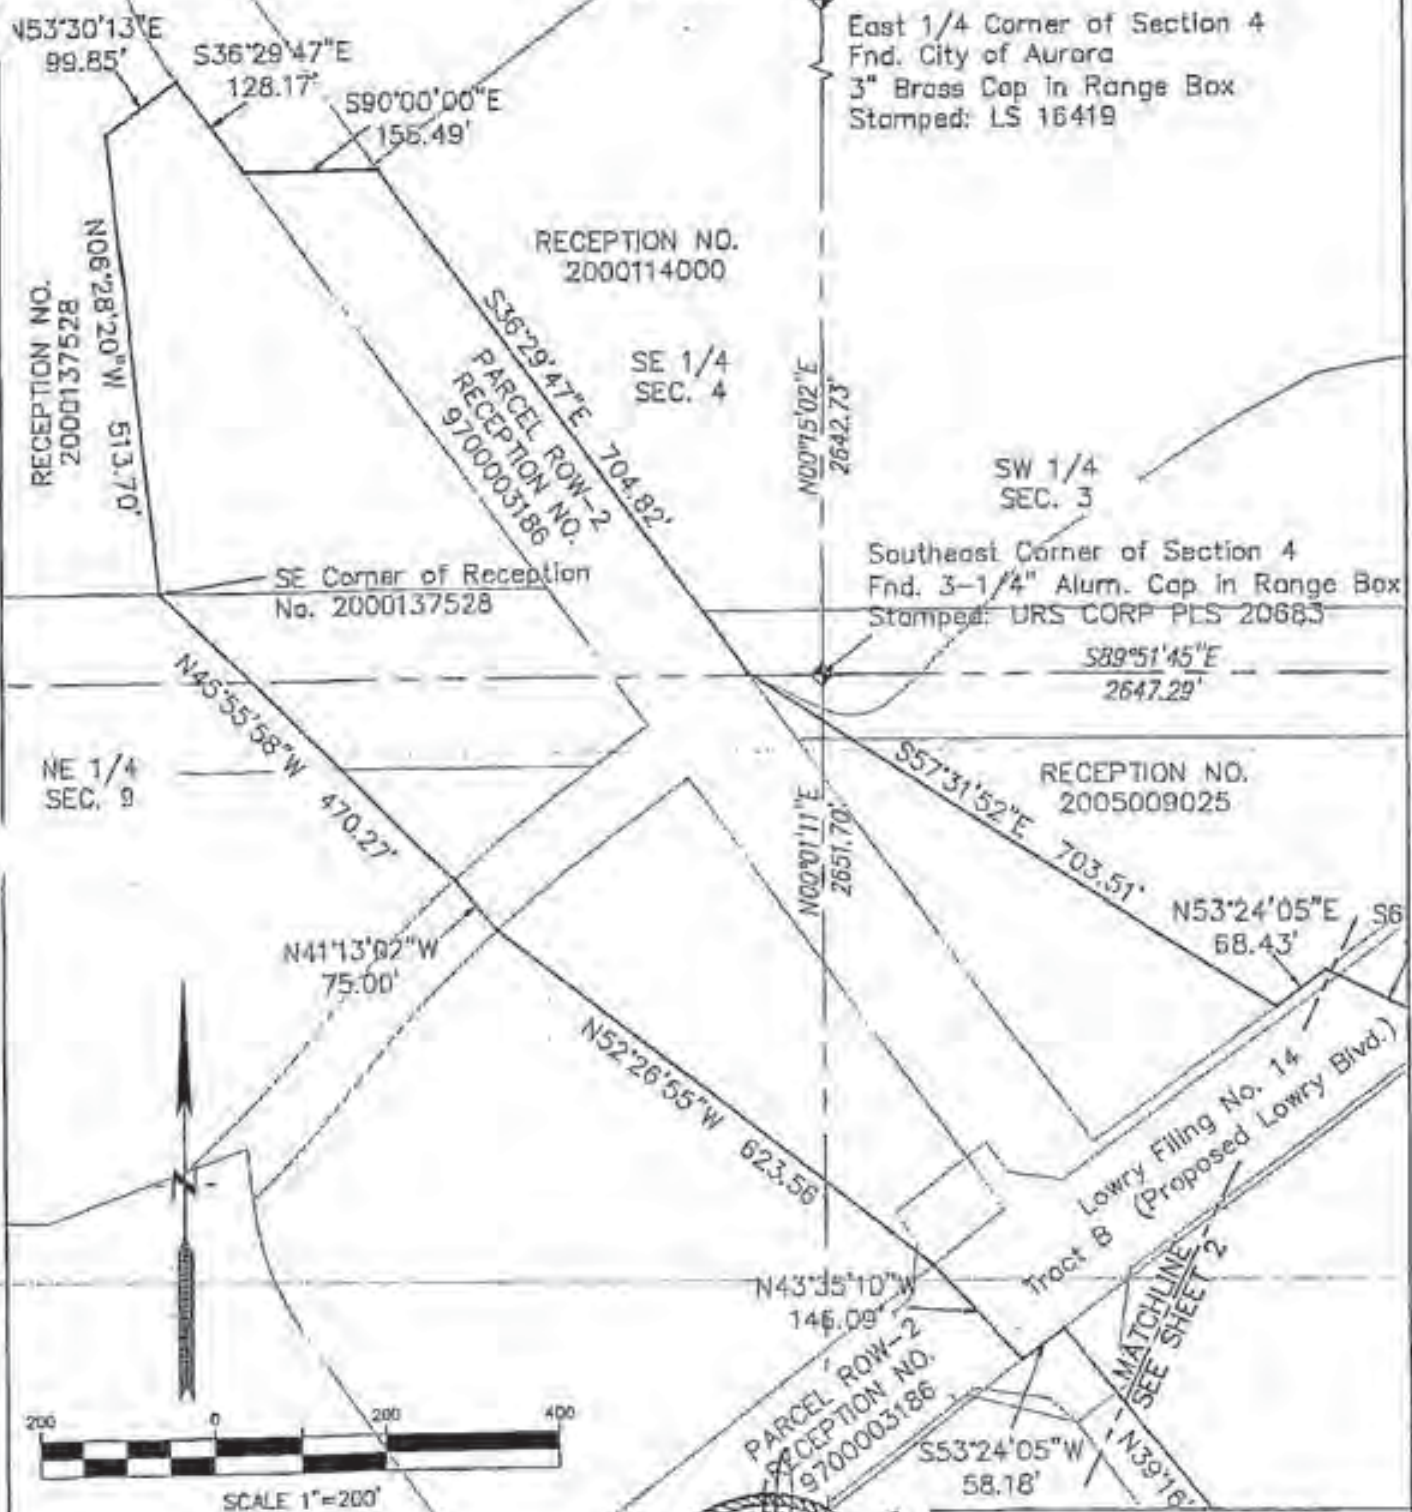 N53°30'13"E
99.85'
S36°29'47"E
128.17'
S90°00'00"E
156.49'
East 1/4 Corner of Section 4
Fnd. City of Aurora
3" Brass Cap in Range Box
Stamped: LS 16419
RECEPTION NO.
2000114000
RECEPTION NO.
2000137528
N06°28'20"W 513.70'
S36°29'47"E 704.82'
PARCEL ROW-2
RECEPTION NO.
9700003186
SE 1/4
SEC. 4
N00°15'02"E
2642.73'
SW 1/4
SEC. 3
Southeast Corner of Section 4
Fnd. 3-1/4" Alum. Cap in Range Box
Stamped: URS CORP PLS 20683
SE Corner of Reception
No. 2000137528
S89°51'45"E
2647.29'
N45°55'58"W 470.27'
NE 1/4
SEC. 9
S57°31'52"E 703.51'
RECEPTION NO.
2005009025
N00°01'11"E
2651.70'
N53°24'05"E
68.43'
S6
N41°13'02"W
75.00'
N52°26'55"W 623.56
Lowry Filing No. 14
Tract B (Proposed Lowry Blvd.)
N
N43°35'10"W
146.09'
MATCHLINE
SEE SHEET 2
PARCEL ROW-2
RECEPTION NO.
9700003186
S53°24'05"W
58.18'
N39°16'
200 0 200 400
SCALE 1"=200'